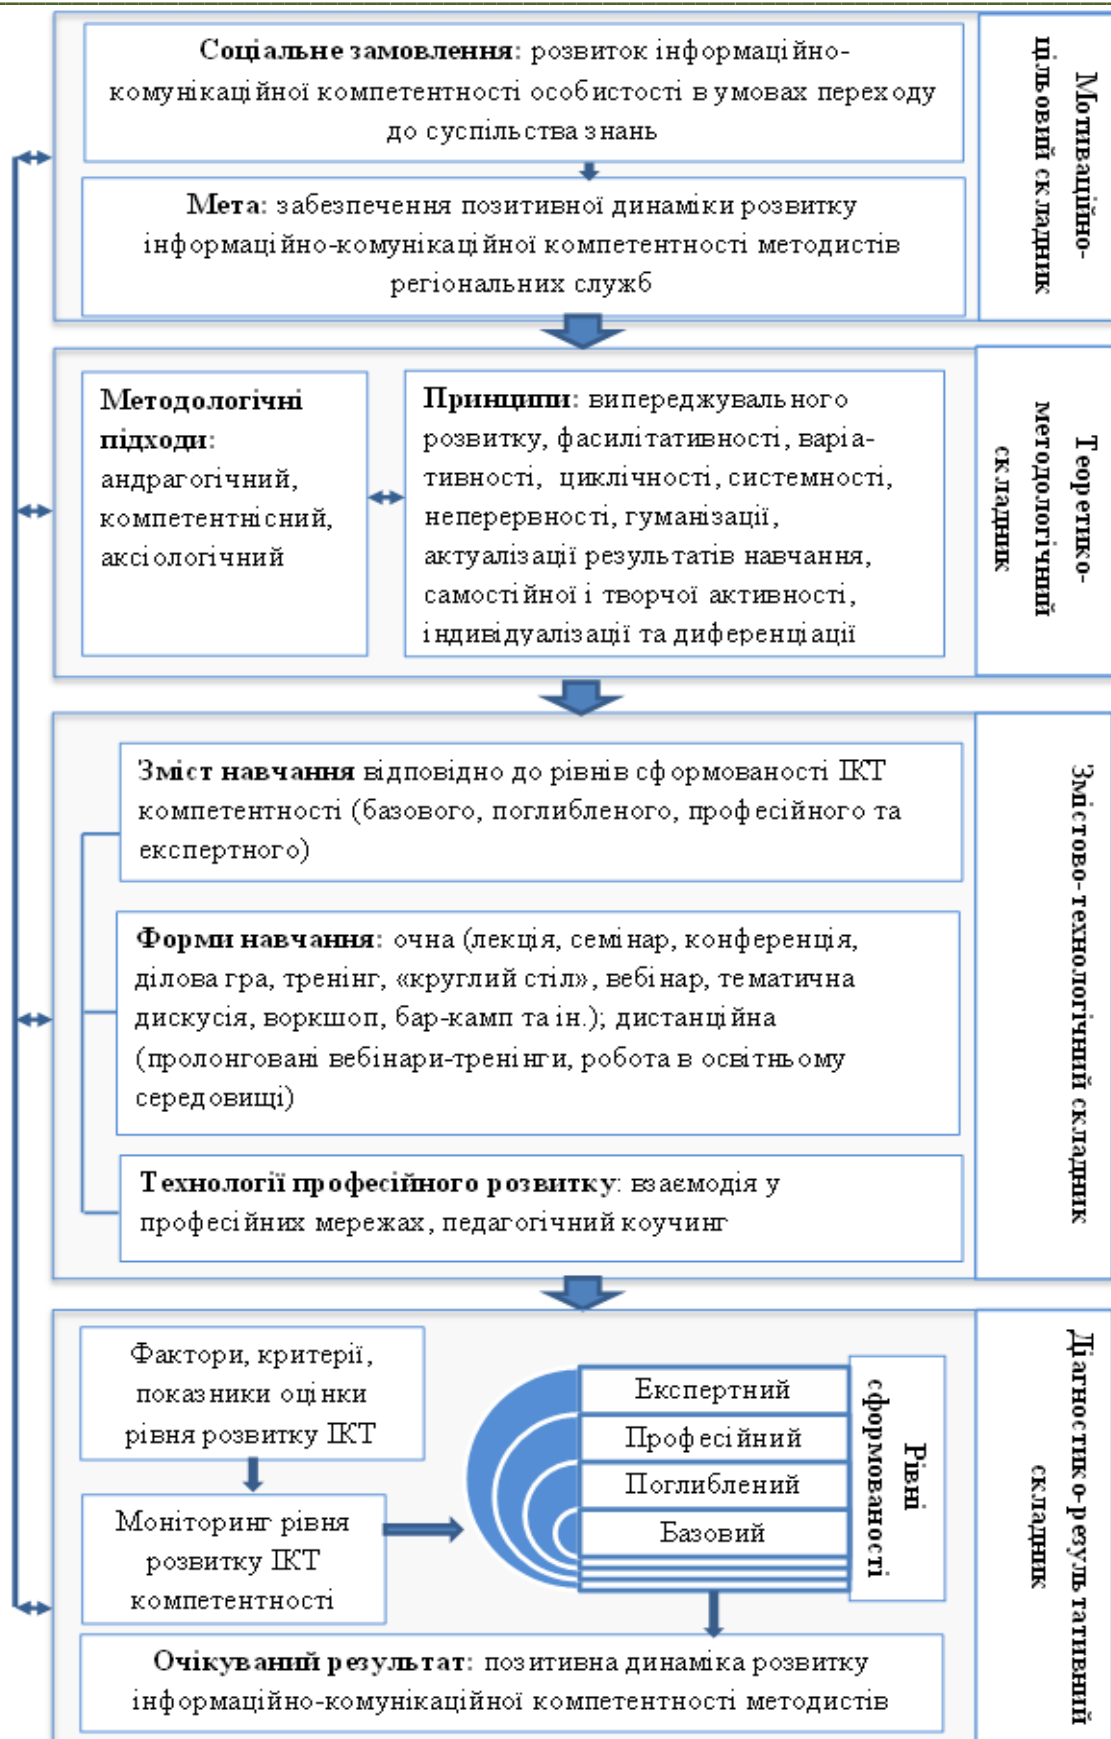 Соціальне замовлення: розвиток інформаційно-
комунікаційної компетентності особистості в умовах переходу
до суспільства знань
Мета: забезпечення позитивної динаміки розвитку
інформаційно-комунікаційної компетентності методистів
регіональних служб
Мотиваційно-
цільовий складник
Методологічні
підходи:
андрагогічний,
компетентнісний,
аксіологічний
Принципи: випереджувального
розвитку, фасилітативності, варіа-
тивності, циклічності, системності,
неперервності, гуманізації,
актуалізації результатів навчання,
самостійної і творчої активності,
індивідуалізації та диференціації
Теоретико-
методологічний
складник
Зміст навчання відповідно до рівнів сформованості ІКТ
компетентності (базового, поглибленого, професійного та
експертного)
Форми навчання: очна (лекція, семінар, конференція,
ділова гра, тренінг, «круглий стіл», вебінар, тематична
дискусія, воркшоп, бар-камп та ін.); дистанційна
(пролонговані вебінари-тренінги, робота в освітньому
середовищі)
Технології професійного розвитку: взаємодія у
професійних мережах, педагогічний коучинг
Змістово-технологічний складник
Фактори, критерії,
показники оцінки
рівня розвитку ІКТ
Моніторинг рівня
розвитку ІКТ
компетентності
Експертний
Професійний
Поглиблений
Базовий
Рівні
сформованості
Очікуваний результат: позитивна динаміка розвитку
інформаційно-комунікаційної компетентності методистів
Діагностико-результативний
складник